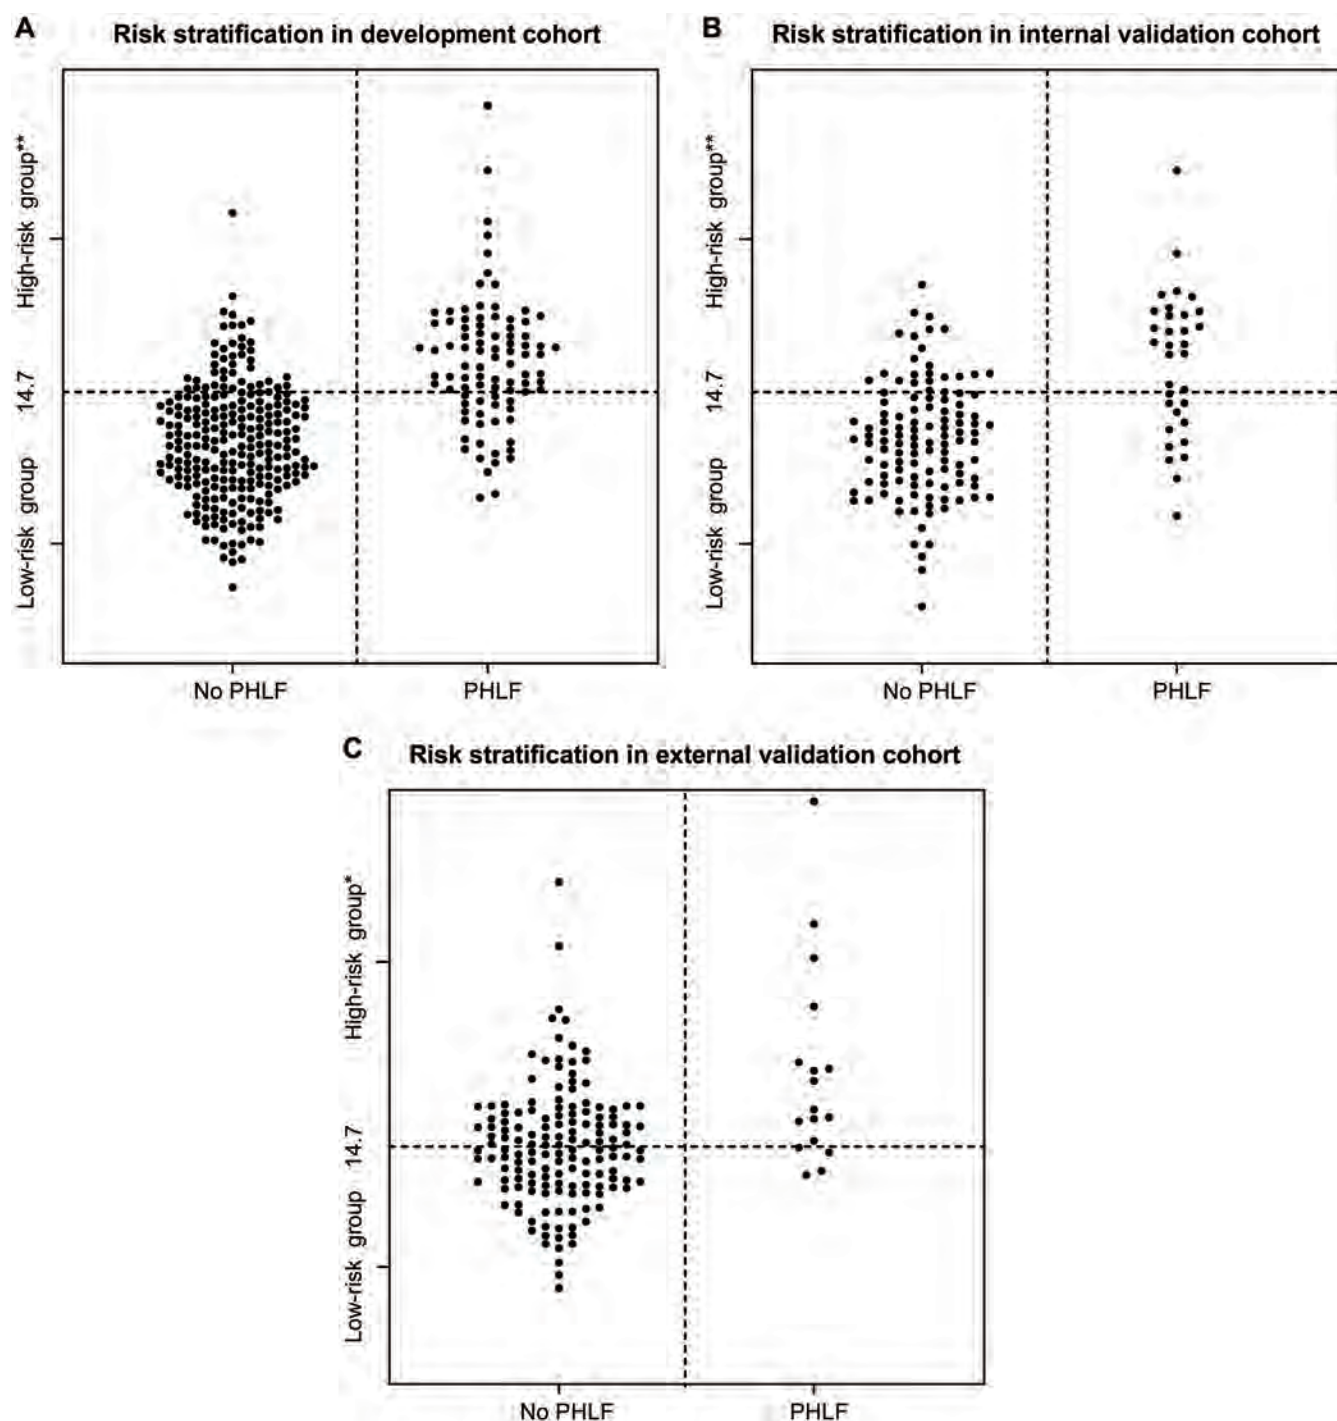 A
Risk stratification in development cohort
High-risk group**
14.7
Low-risk group
No PHLF
PHLF
B
Risk stratification in internal validation cohort
High-risk group**
14.7
Low-risk group
No PHLF
PHLF
C
Risk stratification in external validation cohort
High-risk group*
14.7
Low-risk group
No PHLF
PHLF